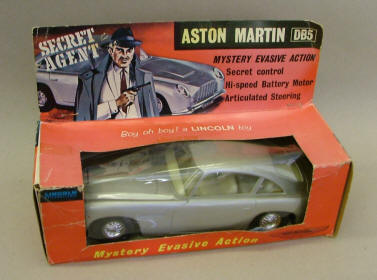 SECRET
AGENT
ASTON MARTIN DB5
MYSTERY EVASIVE ACTION
Secret control
Hi-speed Battery Motor
Articulated Steering
Boy oh boy! a LINCOLN toy
LINCOLN
Mystery Evasive Action